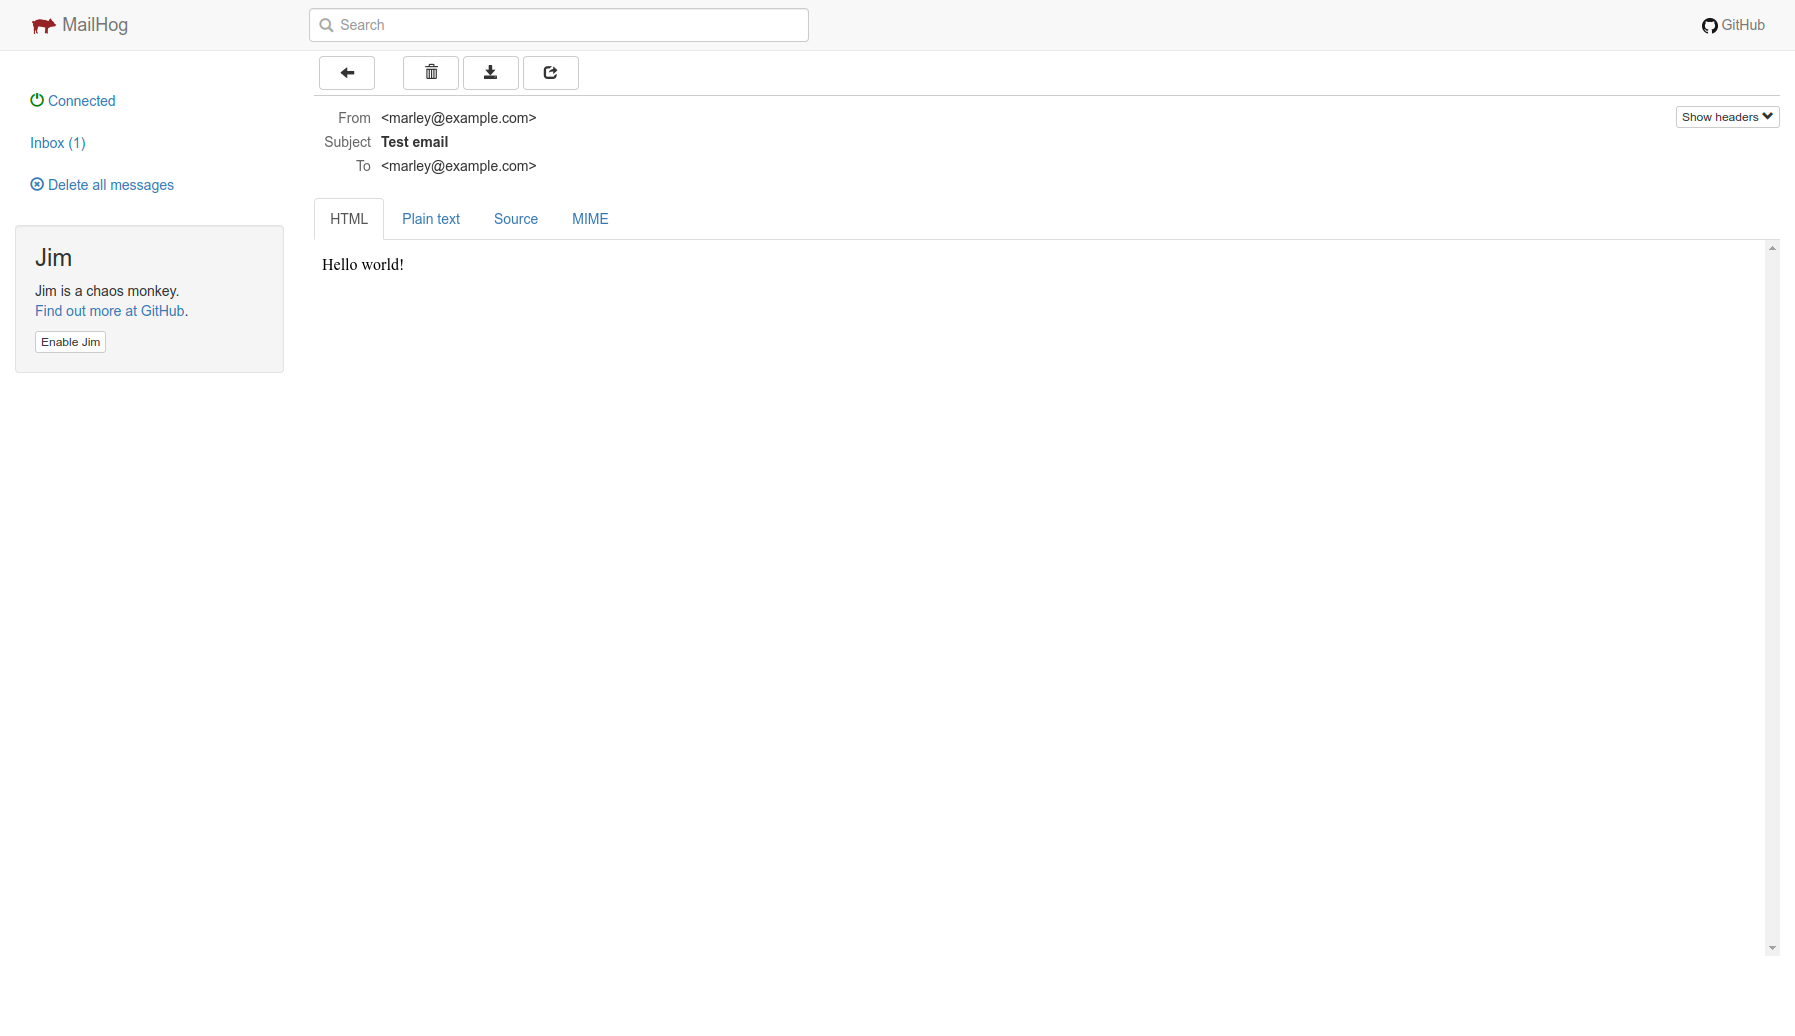 MailHog
Search
GitHub
Connected
Inbox (1)
Delete all messages
Jim
Jim is a chaos monkey.
Find out more at GitHub.
Enable Jim
From <marley@example.com>
Show headers
Subject Test email
To <marley@example.com>
HTML Plain text Source MIME
Hello world!